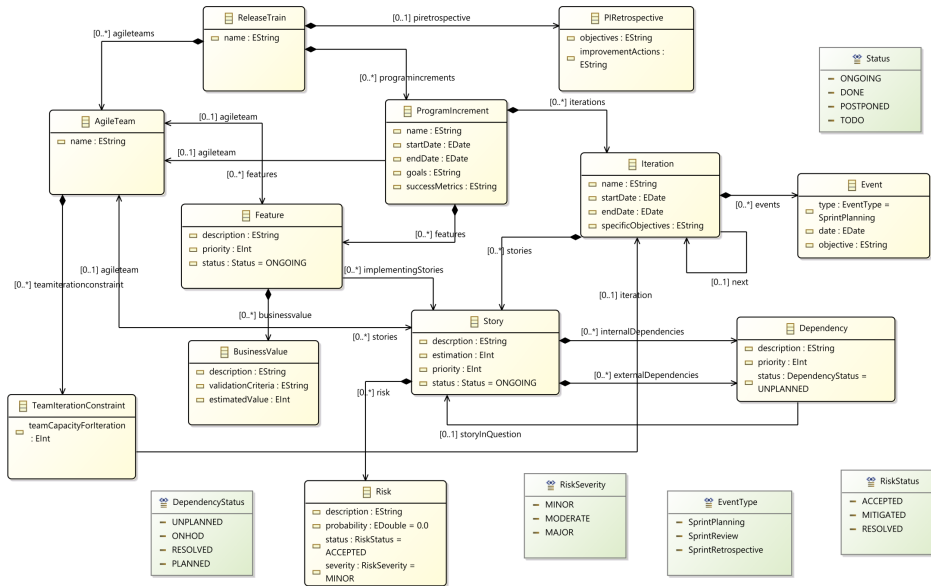 ReleaseTrain
name : EString
[0..1] piretrospective
PIRetrospective
objectives : EString
improvementActions
: EString
[0..*] agileteams
[0..*] programincrements
Status
ONGOING
DONE
POSTPONED
TODO
AgileTeam
name : EString
[0..1] agileteam
[0..1] agileteam
[0..*] features
ProgramIncrement
name : EString
startDate : EDate
endDate : EDate
goals : EString
successMetrics : EString
[0..*] iterations
Iteration
name : EString
startDate : EDate
endDate : EDate
specificObjectives : EString
[0..*] events
Event
type : EventType =
SprintPlanning
date : EDate
objective : EString
Feature
description : EString
priority : EInt
status : Status = ONGOING
[0..*] features
[0..*] stories
[0..1] next
[0..1] agileteam
[0..*] teamiterationconstraint
[0..*] implementingStories
[0..1] iteration
[0..*] businessvalue
[0..*] stories
Story
descrption : EString
estimation : EInt
priority : EInt
status : Status = ONGOING
[0..*] internalDependencies
[0..*] externalDependencies
Dependency
description : EString
priority : EInt
status : DependencyStatus =
UNPLANNED
BusinessValue
description : EString
validationCriteria : EString
estimatedValue : EInt
[0..*] risk
[0..1] storyInQuestion
TeamIterationConstraint
teamCapacityForIteration
: EInt
DependencyStatus
UNPLANNED
ONHOD
RESOLVED
PLANNED
Risk
description : EString
probability : EDouble = 0.0
status : RiskStatus =
ACCEPTED
severity : RiskSeverity =
MINOR
RiskSeverity
MINOR
MODERATE
MAJOR
EventType
SprintPlanning
SprintReview
SprintRetrospective
RiskStatus
ACCEPTED
MITIGATED
RESOLVED